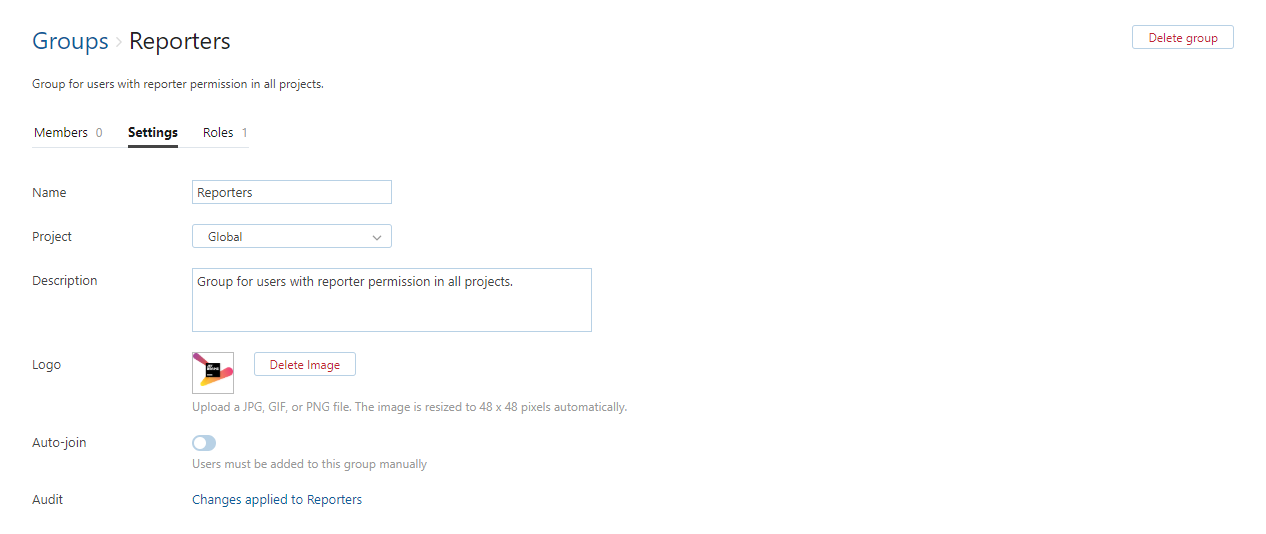 Groups › Reporters
Delete group
Group for users with reporter permission in all projects.
Members 0 Settings Roles 1
Name Reporters
Project Global
Description Group for users with reporter permission in all projects.
Logo Delete Image
Upload a JPG, GIF, or PNG file. The image is resized to 48 x 48 pixels automatically.
Auto-join
Users must be added to this group manually
Audit Changes applied to Reporters